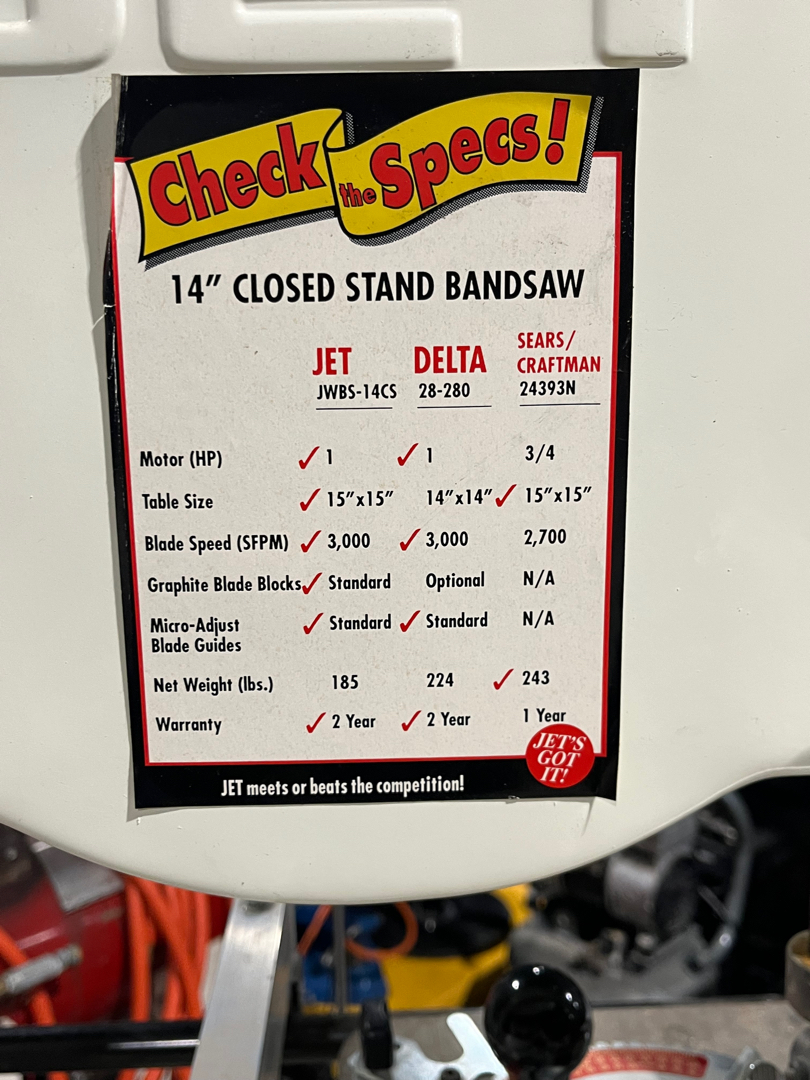 JET
Check the Specs!
14” CLOSED STAND BANDSAW
JET DELTA SEARS/
CRAFTMAN
JWBS-14CS 28-280 24393N
Motor (HP) ✓ 1 ✓ 1 3/4
Table Size ✓ 15”x15” 14”x14” ✓ 15”x15”
Blade Speed (SFPM) ✓ 3,000 ✓ 3,000 2,700
Graphite Blade Blocks ✓ Standard Optional N/A
Micro-Adjust ✓ Standard ✓ Standard N/A
Blade Guides
Net Weight (lbs.) 185 224 ✓ 243
Warranty ✓ 2 Year ✓ 2 Year 1 Year
JET'S
GOT
IT!
JET meets or beats the competition!